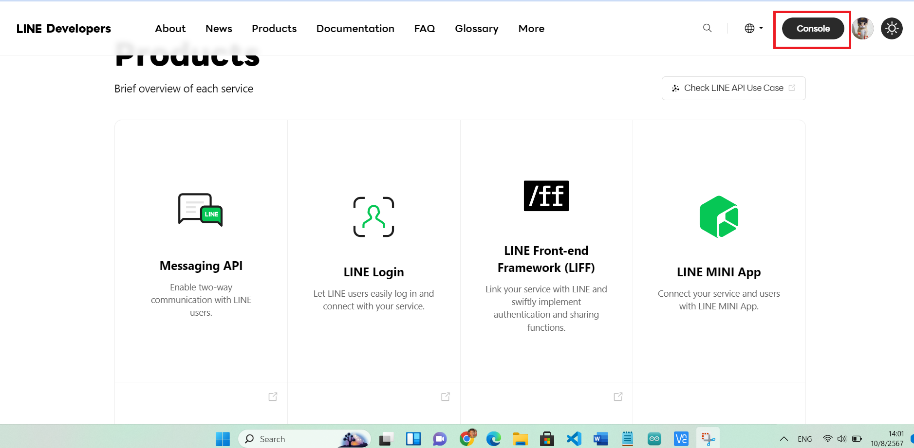 LINE Developers
About
News
Products
Documentation
FAQ
Glossary
More
Console
Products
Brief overview of each service
Check LINE API Use Case
LINE
Messaging API
Enable two-way
communication with LINE
users.
LINE Login
Let LINE users easily log in and
connect with your service.
/ff
LINE Front-end
Framework (LIFF)
Link your service with LINE and
swiftly implement
authentication and sharing
functions.
LINE MINI App
Connect your service and users
with LINE MINI App.
Search
ENG
14:01
10/8/2567